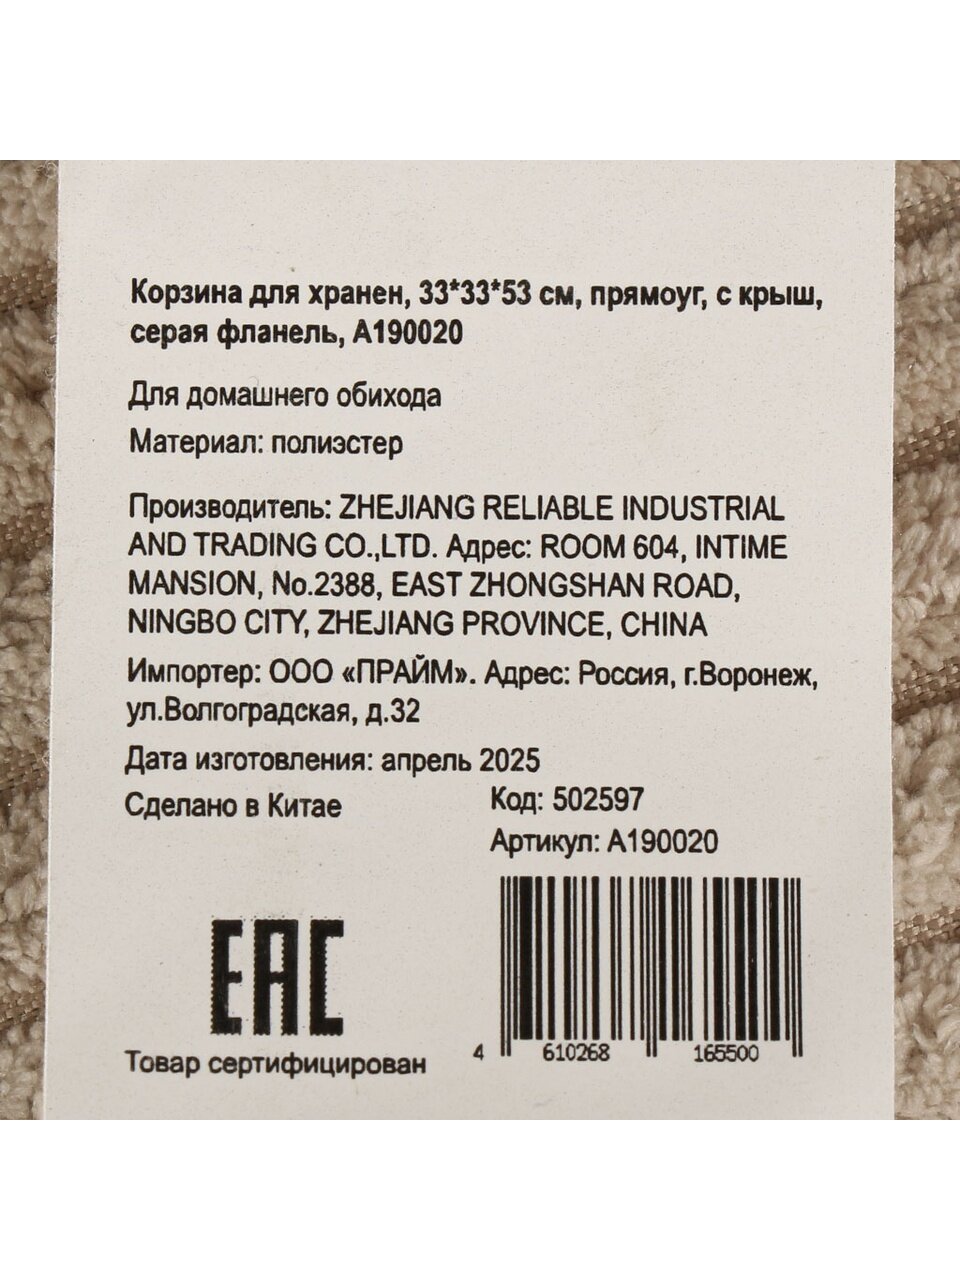 Корзина для хранен, 33*33*53 см, прямоуг, с крыш,
серая фланель, А190020
Для домашнего обихода
Материал: полиэстер
Производитель: ZHEJIANG RELIABLE INDUSTRIAL
AND TRADING CO.,LTD. Адрес: ROOM 604, INTIME
MANSION, No.2388, EAST ZHONGSHAN ROAD,
NINGBO CITY, ZHEJIANG PROVINCE, CHINA
Импортер: ООО «ПРАЙМ». Адрес: Россия, г.Воронеж,
ул.Волгоградская, д.32
Дата изготовления: апрель 2025
Сделано в Китае
Код: 502597
Артикул: А190020
EAC
Товар сертифицирован
4 610268 165500